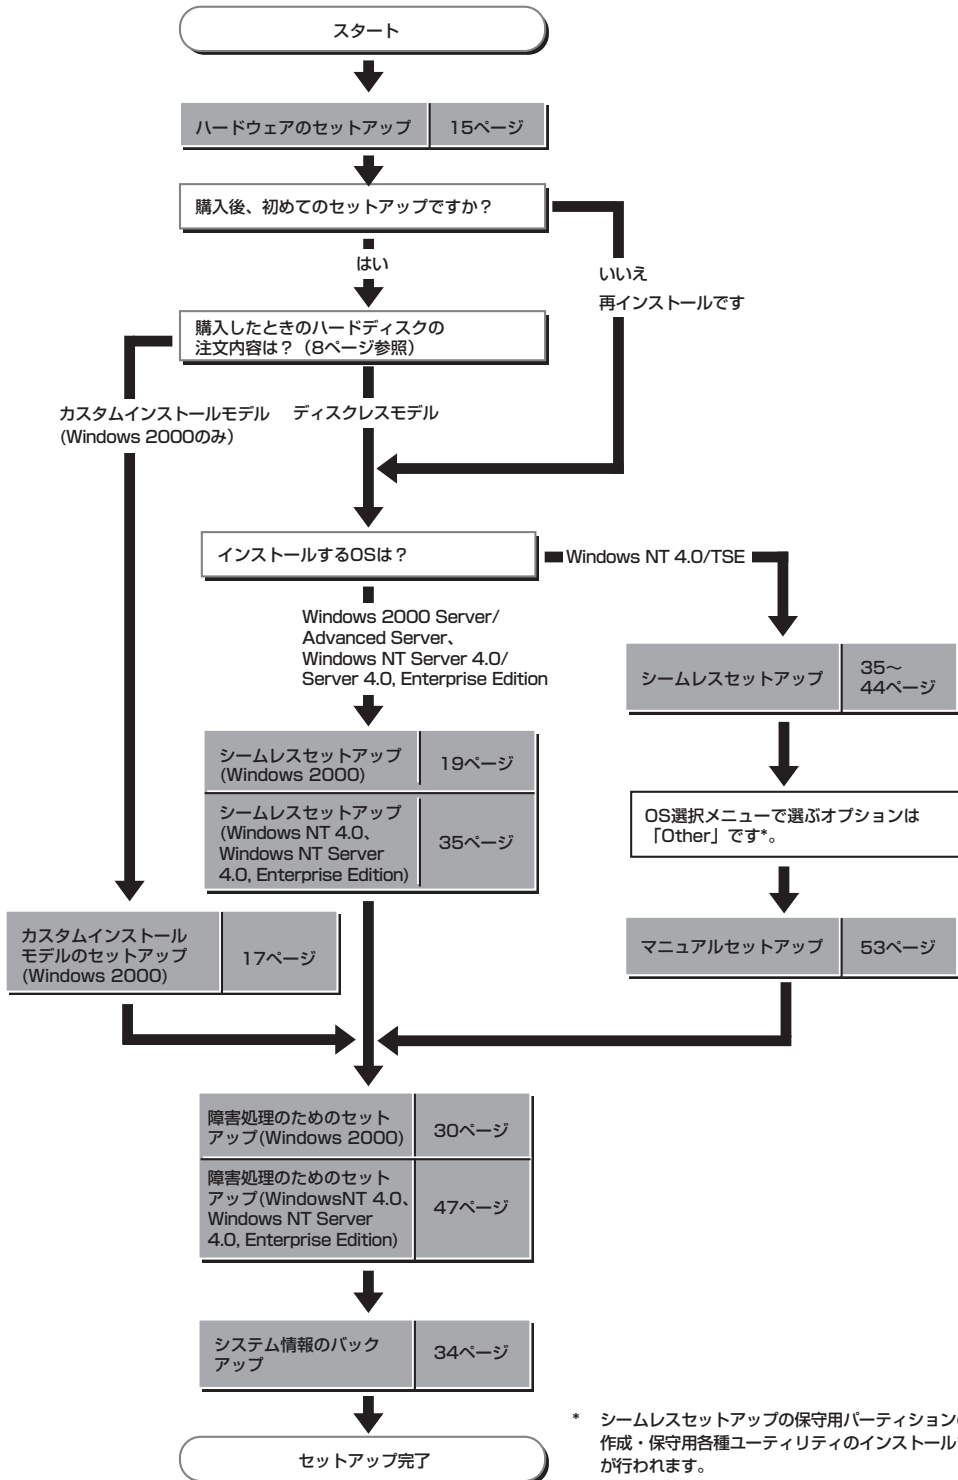 スタート
ハードウェアのセットアップ 15ページ
購入後、初めてのセットアップですか？
はい
いいえ
再インストールです
購入したときのハードディスクの
注文内容は？（8ページ参照）
カスタムインストールモデル
(Windows 2000のみ）
ディスクレスモデル
インストールするOSは？
Windows NT 4.0/TSE
Windows 2000 Server/
Advanced Server、
Windows NT Server 4.0/
Server 4.0, Enterprise Edition
シームレスセットアップ
(Windows 2000)
19ページ
シームレスセットアップ
(Windows NT 4.0、
Windows NT Server
4.0, Enterprise Edition)
35ページ
シームレスセットアップ
35～
44ページ
OS選択メニューで選ぶオプションは
「Other」です*。
マニュアルセットアップ 53ページ
カスタムインストール
モデルのセットアップ
(Windows 2000)
17ページ
障害処理のためのセット
アップ(Windows 2000)
30ページ
障害処理のためのセット
アップ(WindowsNT 4.0、
Windows NT Server
4.0, Enterprise Edition)
47ページ
システム情報のバック
アップ
34ページ
セットアップ完了
* シームレスセットアップの保守用パーティションの
作成・保守用各種ユーティリティのインストール
が行われます。